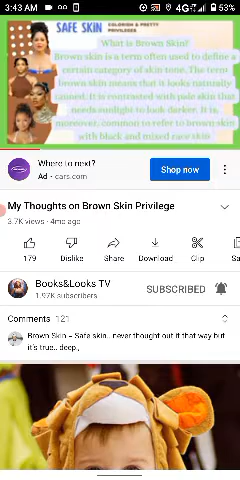 3:43 AM
4G
53%
SAFE SKIN
COLORISM & PRETTY
PRIVILEGES
What is Brown Skin?
Brown skin is a term often used to define a
certain category of skin tone. The term
brown skin means that it looks naturally
tanned. It is contrasted with pale skin that
needs sunlight to look darker. It is,
moreover, common to refer to brown skin
with black and mixed race skin
Where to next?
Ad • cars.com
Shop now
My Thoughts on Brown Skin Privilege
3.7K views · 4mo ago
179
Dislike
Share
Download
Clip
Sa
Books&Looks TV
1.97K subscribers
SUBSCRIBED
Comments 121
Brown Skin = Safe skin.. never thought out it that way but
it's true.. deep,,